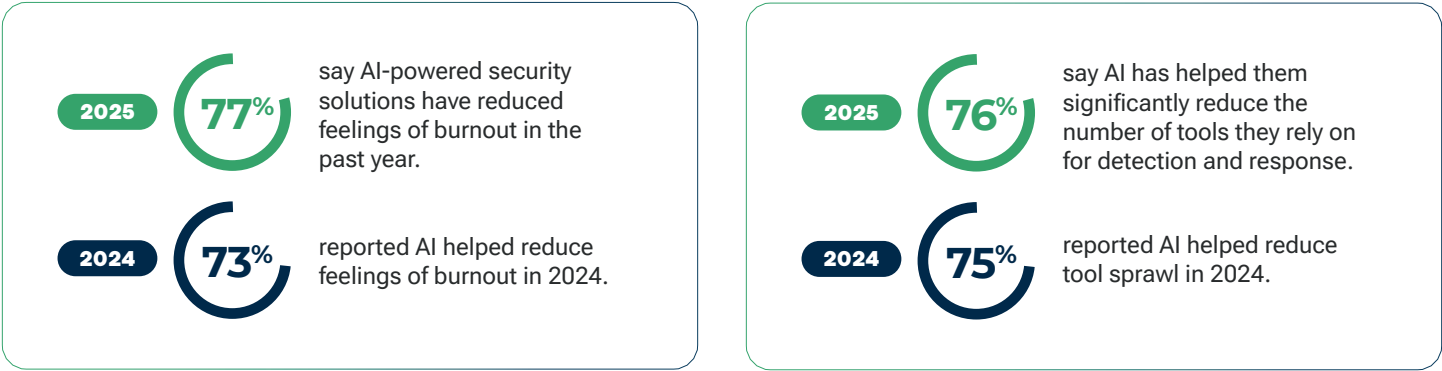 2025
77%
say AI-powered security
solutions have reduced
feelings of burnout in the
past year.
2024
73%
reported AI helped reduce
feelings of burnout in 2024.
2025
76%
say AI has helped them
significantly reduce the
number of tools they rely on
for detection and response.
2024
75%
reported AI helped reduce
tool sprawl in 2024.